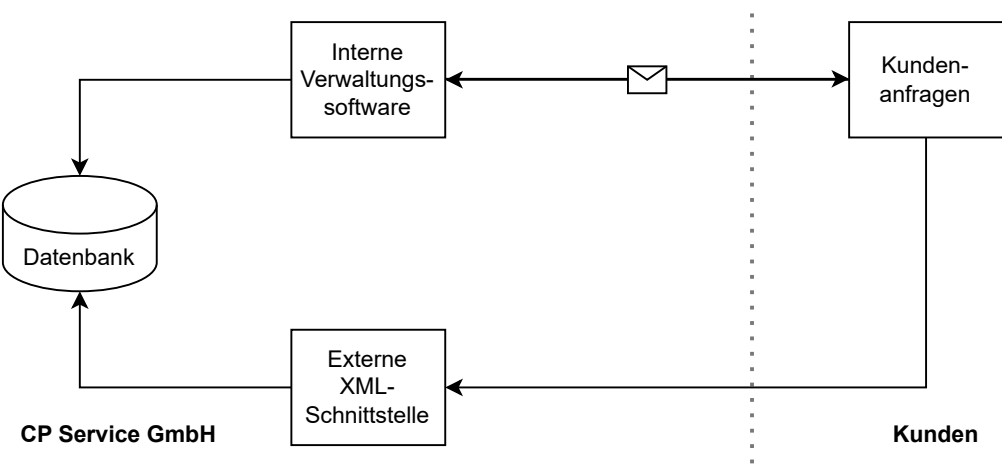 Interne
Verwaltungs-
software
Kunden-
anfragen
Datenbank
Externe
XML-
Schnittstelle
CP Service GmbH
Kunden